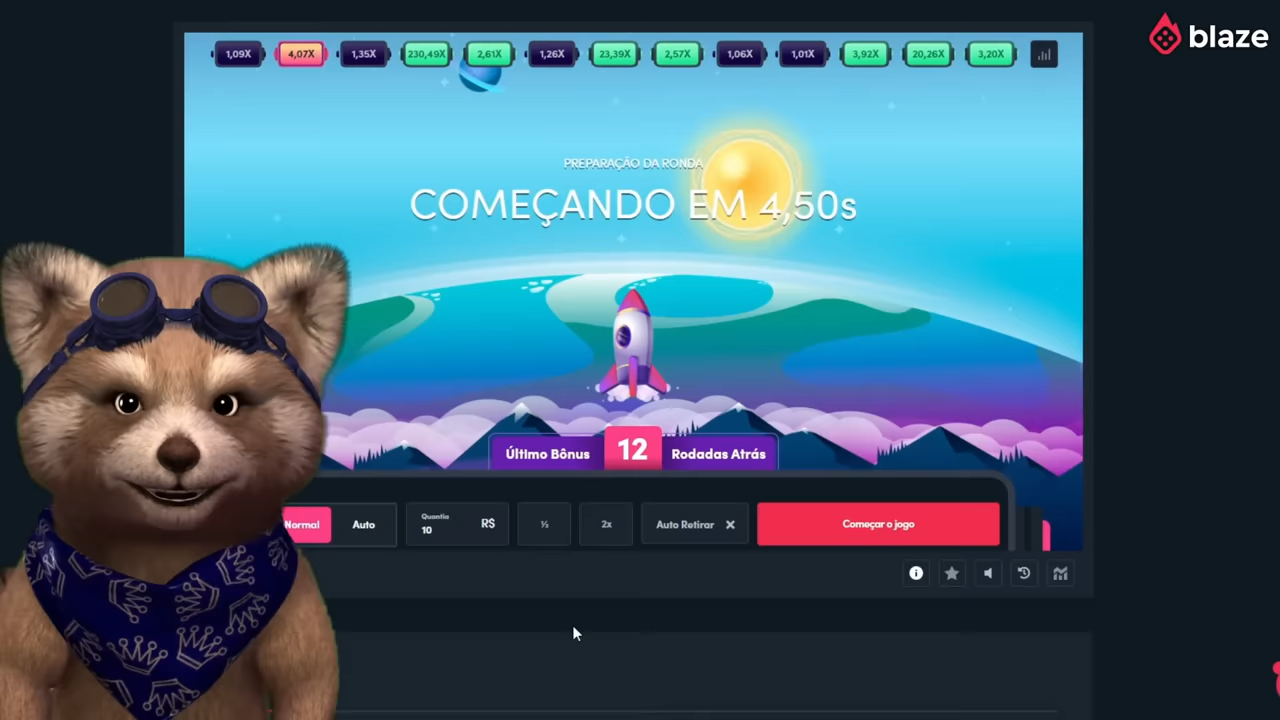 blaze
1,09X 4,07X 1,35X 230,49X 2,61X 1,26X 23,39X 2,57X 1,06X 1,01X 3,92X 20,26X 3,20X
PREPARAÇÃO DA RONDA
COMEÇANDO EM 4,50s
Último Bônus 12 Rodadas Atrás
Normal Auto Quantia 10 R$ ½ 2x Auto Retirar ✕ Começar o jogo